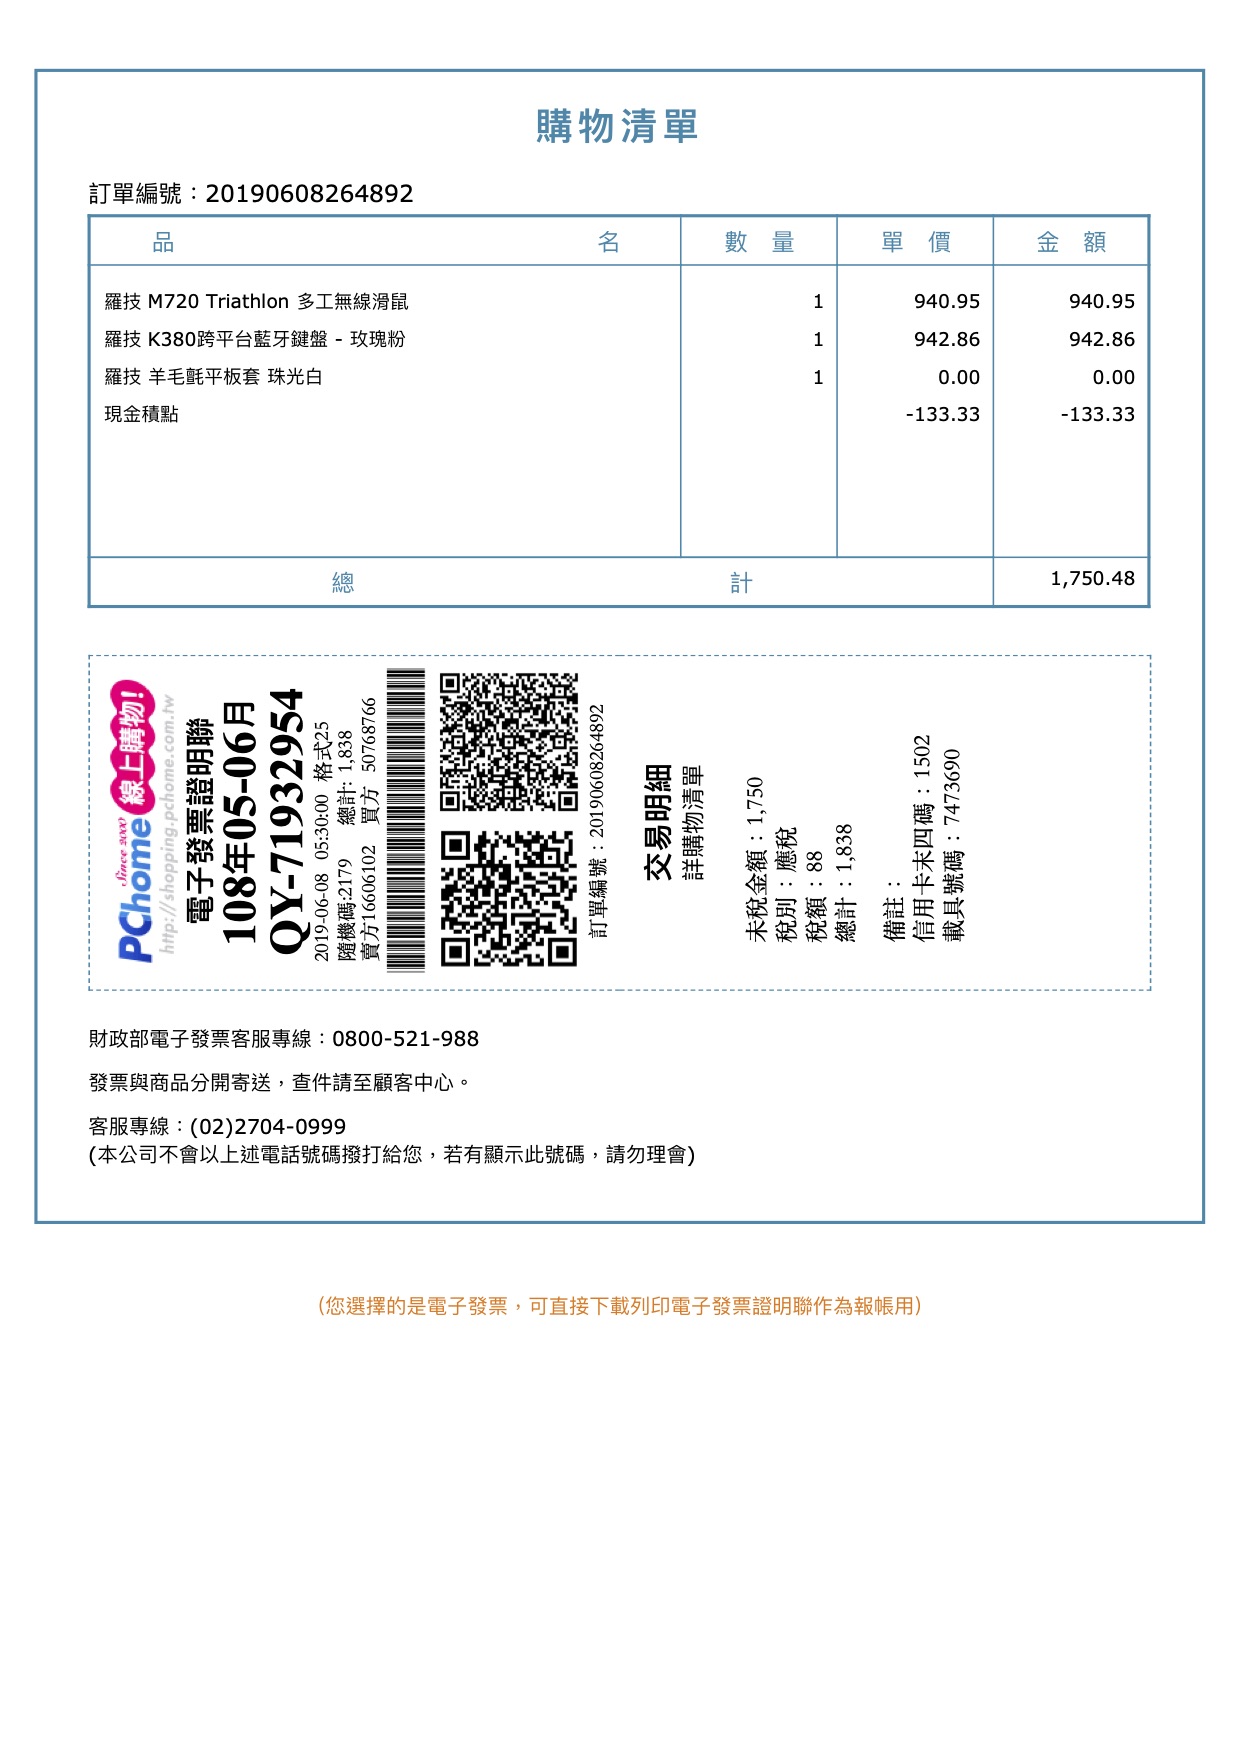 購物清單
訂單編號：20190608264892
品 名 數 量 單 價 金 額
羅技 M720 Triathlon 多工無線滑鼠 1 940.95 940.95
羅技 K380跨平台藍牙鍵盤 - 玫瑰粉 1 942.86 942.86
羅技 羊毛氈平板套 珠光白 1 0.00 0.00
現金積點 -133.33 -133.33
總 計 1,750.48
PChome Since 2000 線上購物!
http://shopping.pchome.com.tw
電子發票證明聯
108年05-06月
QY-71932954
2019-06-08 05:30:00 格式25
隨機碼:2179 總計: 1,838
賣方16606102 買方 50768766
訂單編號：20190608264892
交易明細
詳購物清單
未稅金額：1,750
稅別：應稅
稅額：88
總計：1,838
備註：
信用卡末四碼：1502
載具號碼：7473690
財政部電子發票客服專線：0800-521-988
發票與商品分開寄送，查件請至顧客中心。
客服專線：(02)2704-0999
(本公司不會以上述電話號碼撥打給您，若有顯示此號碼，請勿理會)
(您選擇的是電子發票，可直接下載列印電子發票證明聯作為報帳用)